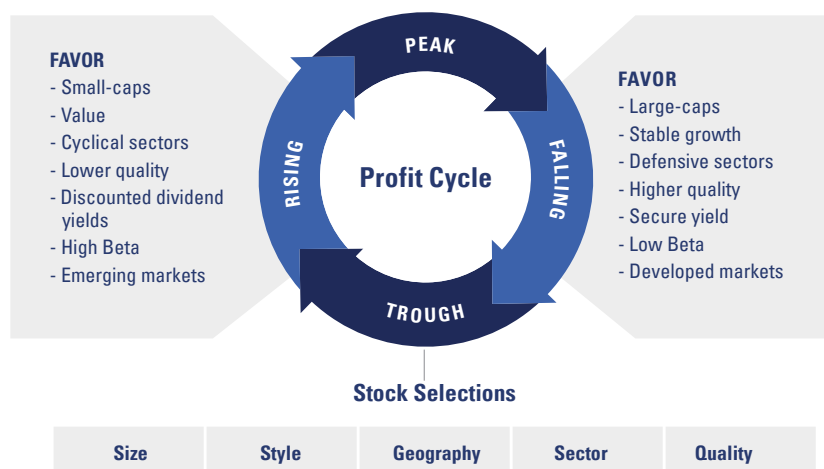 FAVOR
- Small-caps
- Value
- Cyclical sectors
- Lower quality
- Discounted dividend
yields
- High Beta
- Emerging markets
PEAK
RISING
Profit Cycle
FALLING
TROUGH
FAVOR
- Large-caps
- Stable growth
- Defensive sectors
- Higher quality
- Secure yield
- Low Beta
- Developed markets
Stock Selections
Size
Style
Geography
Sector
Quality